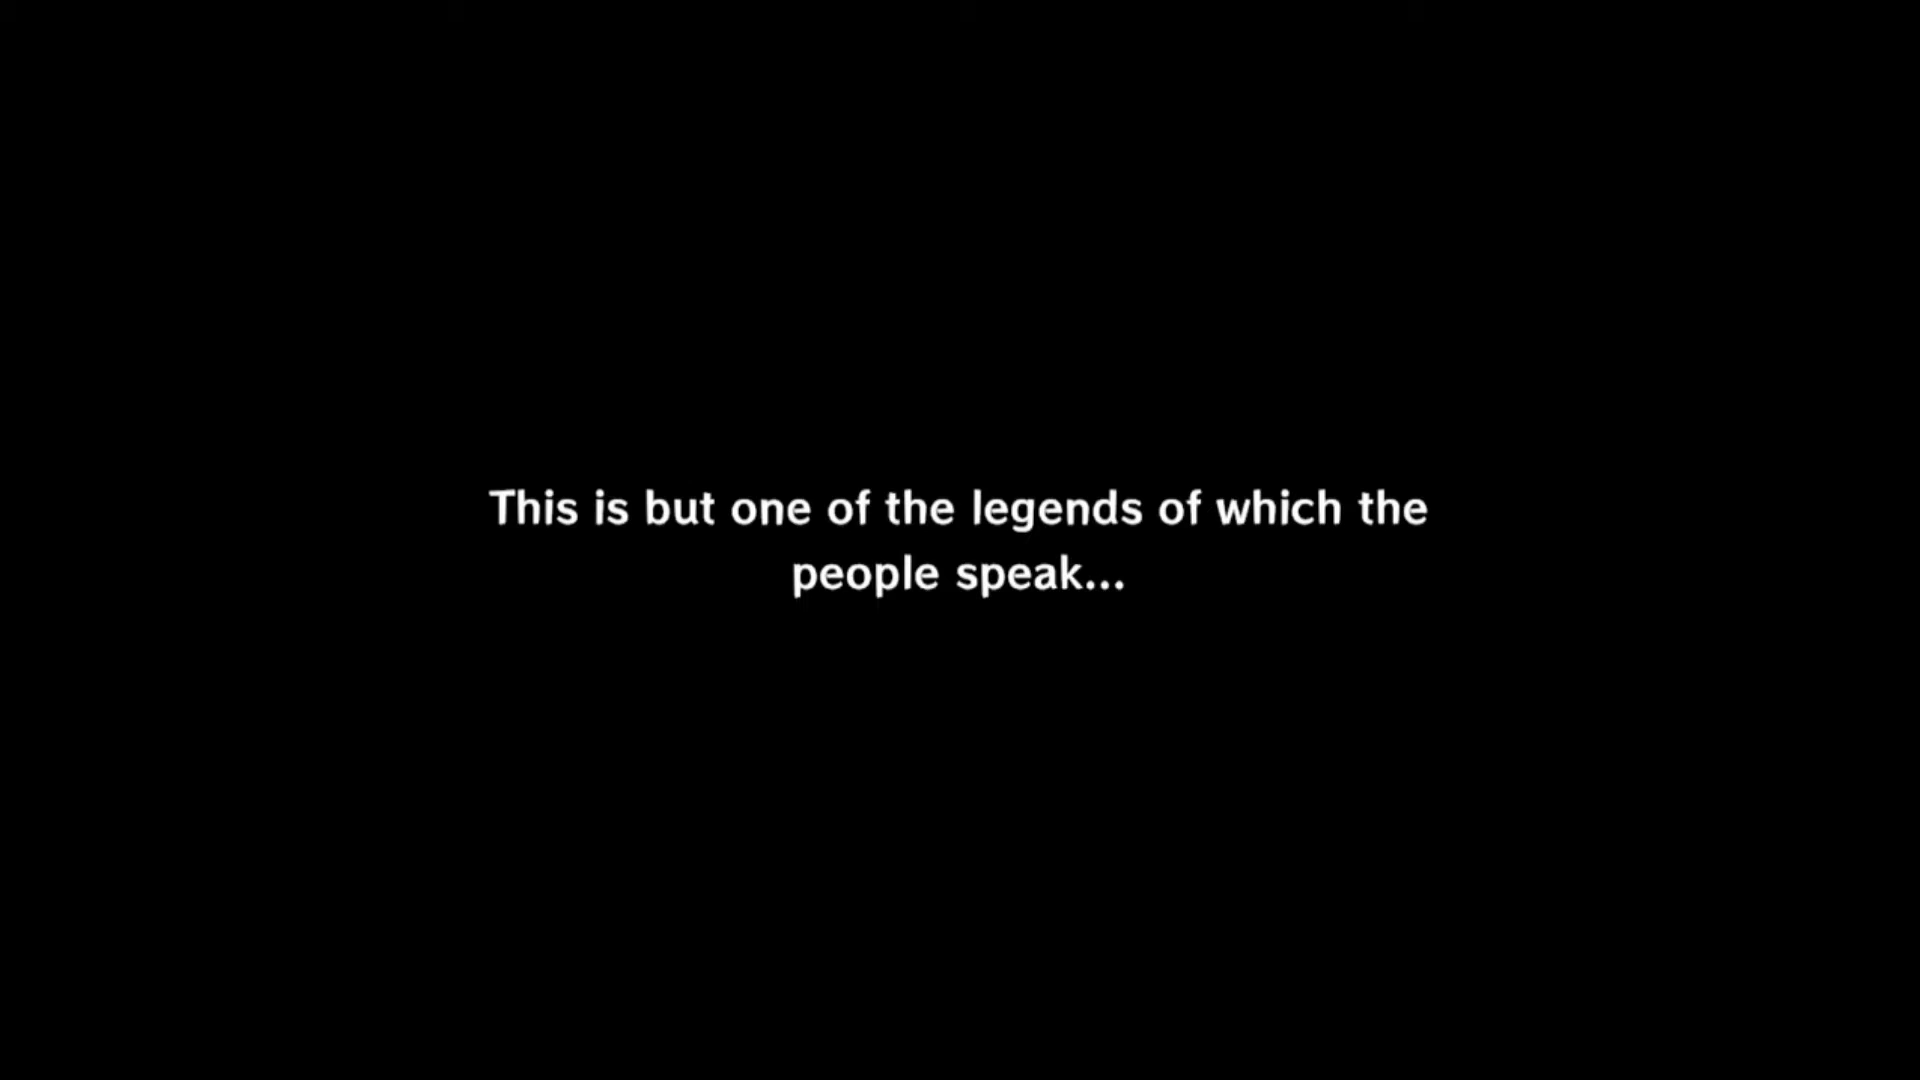 This is but one of the legends of which the
people speak...